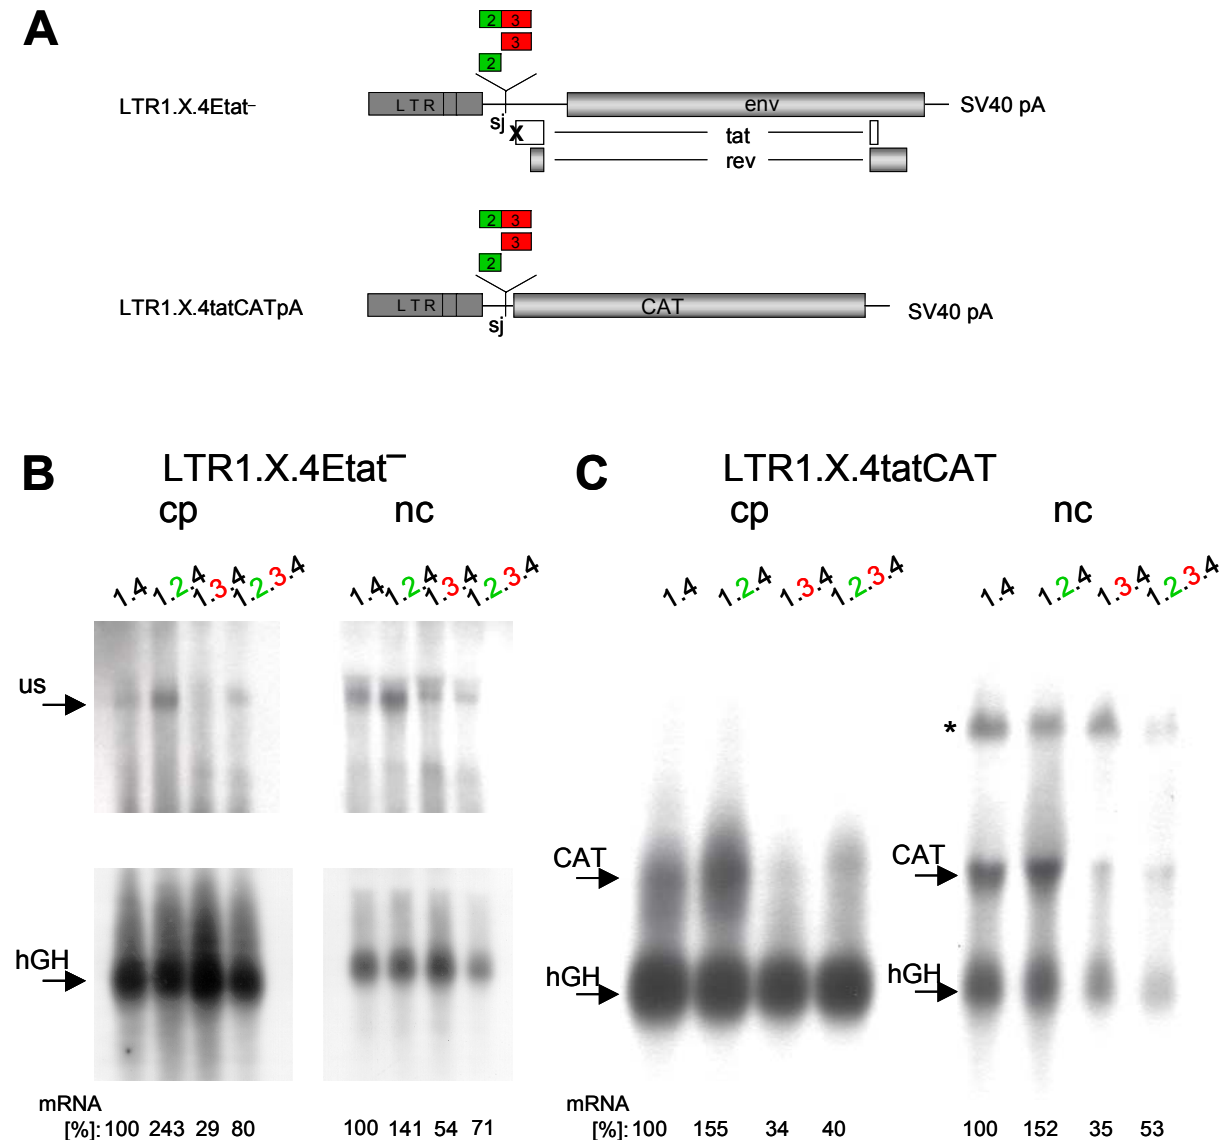 A
2 3
3
2
LTR1.X.4Etat–
LTR
env
SV40 pA
sj
X
tat
rev
2 3
3
2
LTR1.X.4tatCATpA
LTR
CAT
SV40 pA
sj
B
LTR1.X.4Etat–
cp nc
1.4 1.2.4 1.3.4 1.2.3.4 1.4 1.2.4 1.3.4 1.2.3.4
us
hGH
mRNA
[%]: 100 243 29 80 100 141 54 71
C
LTR1.X.4tatCAT
cp nc
1.4 1.2.4 1.3.4 1.2.3.4 1.4 1.2.4 1.3.4 1.2.3.4
*
CAT CAT
hGH hGH
mRNA
[%]: 100 155 34 40 100 152 35 53